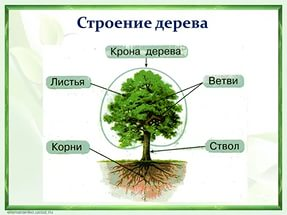 Строение дерева
Крона дерева
Листья
Ветви
Корни
Ствол